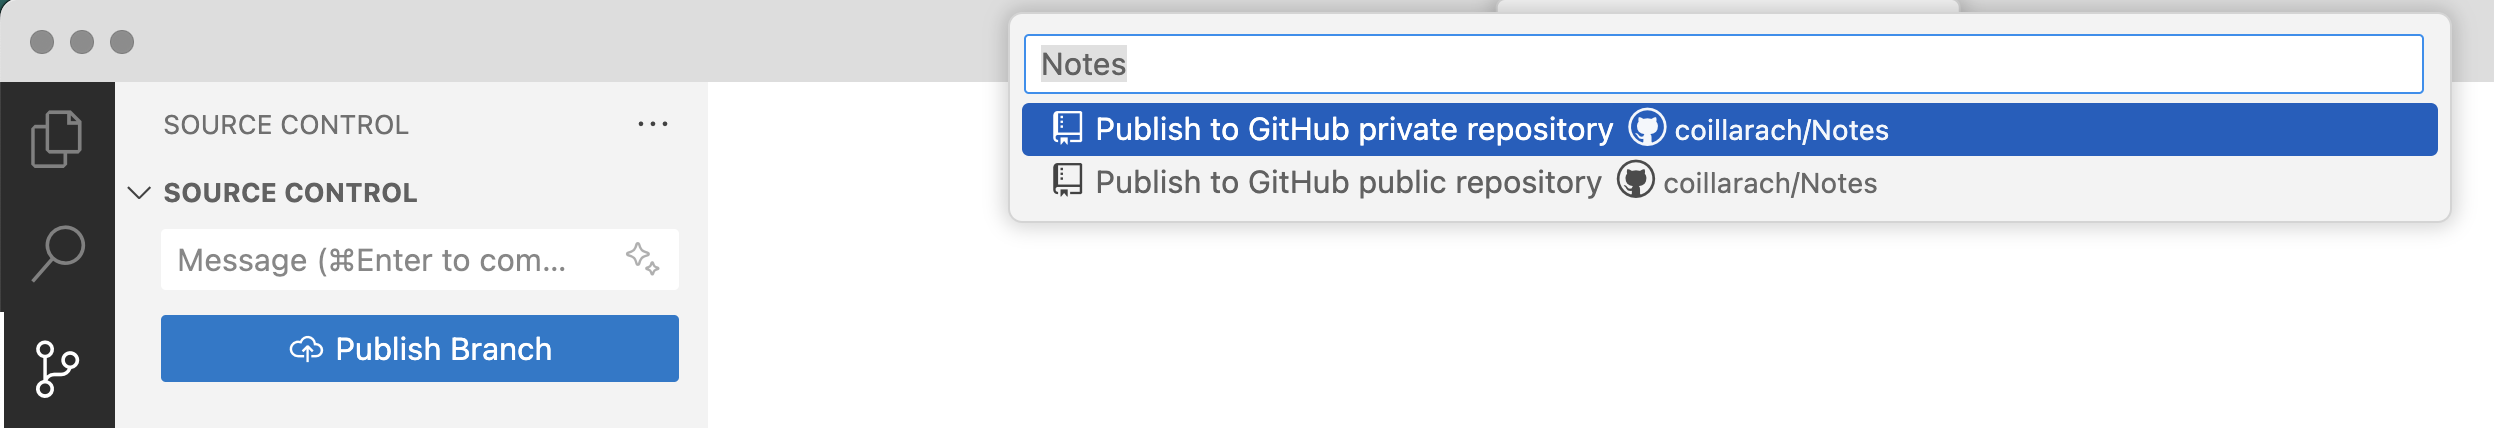 SOURCE CONTROL
SOURCE CONTROL
Message (⌘Enter to com...
Publish Branch
Notes
Publish to GitHub private repository coillarach/Notes
Publish to GitHub public repository coillarach/Notes